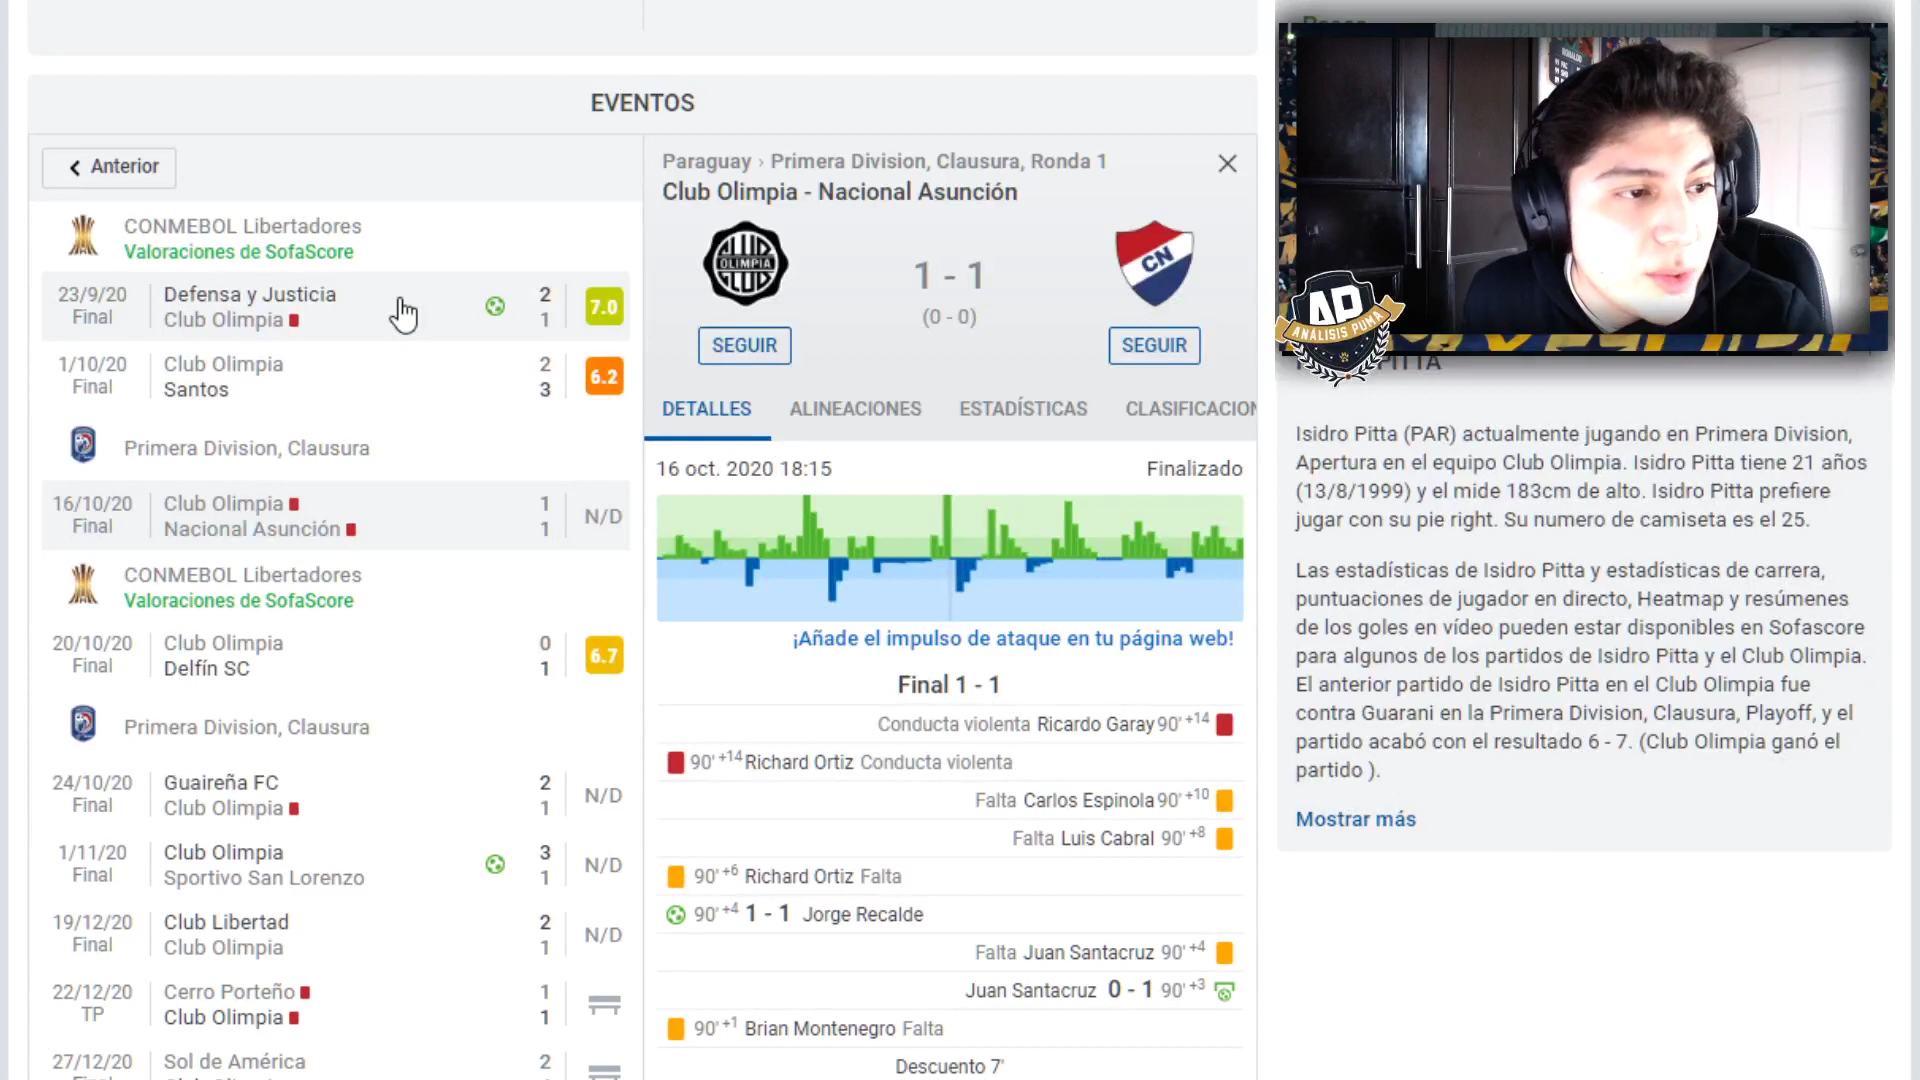 EVENTOS
Anterior
CONMEBOL Libertadores
Valoraciones de SofaScore
23/9/20 Defensa y Justicia 2
Final Club Olimpia 1
7.0
1/10/20 Club Olimpia 2
Final Santos 3
6.2
Primera Division, Clausura
16/10/20 Club Olimpia 1
Final Nacional Asunción 1
N/D
CONMEBOL Libertadores
Valoraciones de SofaScore
20/10/20 Club Olimpia 0
Final Delfín SC 1
6.7
Primera Division, Clausura
24/10/20 Guaireña FC 2
Final Club Olimpia 1
N/D
1/11/20 Club Olimpia 3
Final Sportivo San Lorenzo 1
N/D
19/12/20 Club Libertad 2
Final Club Olimpia 1
N/D
22/12/20 Cerro Porteño 1
TP Club Olimpia 1
27/12/20 Sol de América 2
Paraguay › Primera Division, Clausura, Ronda 1
Club Olimpia - Nacional Asunción
CLUB
OLIMPIA
CLUB
CN
1 - 1
(0 - 0)
SEGUIR SEGUIR
DETALLES ALINEACIONES ESTADÍSTICAS CLASIFICACION
16 oct. 2020 18:15 Finalizado
¡Añade el impulso de ataque en tu página web!
Final 1 - 1
Conducta violenta Ricardo Garay 90' +14
90' +14 Richard Ortiz Conducta violenta
Falta Carlos Espinola 90' +10
Falta Luis Cabral 90' +8
90' +6 Richard Ortiz Falta
90' +4 1 - 1 Jorge Recalde
Falta Juan Santacruz 90' +4
Juan Santacruz 0 - 1 90' +3
90' +1 Brian Montenegro Falta
Descuento 7'
AP
ANÁLISIS PUMA
PITTA
Isidro Pitta (PAR) actualmente jugando en Primera Division,
Apertura en el equipo Club Olimpia. Isidro Pitta tiene 21 años
(13/8/1999) y el mide 183cm de alto. Isidro Pitta prefiere
jugar con su pie right. Su numero de camiseta es el 25.
Las estadísticas de Isidro Pitta y estadísticas de carrera,
puntuaciones de jugador en directo, Heatmap y resúmenes
de los goles en vídeo pueden estar disponibles en Sofascore
para algunos de los partidos de Isidro Pitta y el Club Olimpia.
El anterior partido de Isidro Pitta en el Club Olimpia fue
contra Guarani en la Primera Division, Clausura, Playoff, y el
partido acabó con el resultado 6 - 7. (Club Olimpia ganó el
partido ).
Mostrar más